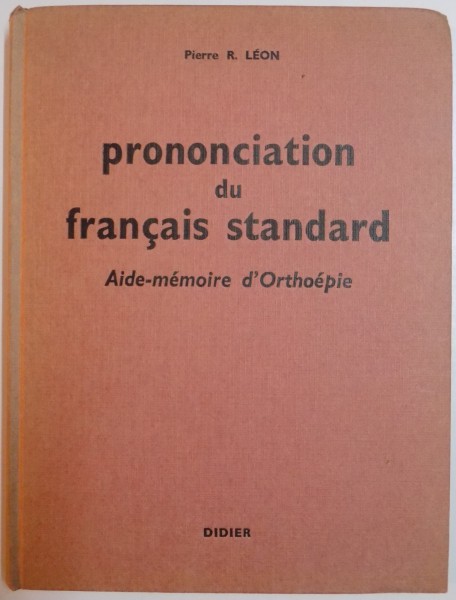 Pierre R. LÉON
prononciation
du
français standard
Aide-mémoire d'Orthoépie
DIDIER